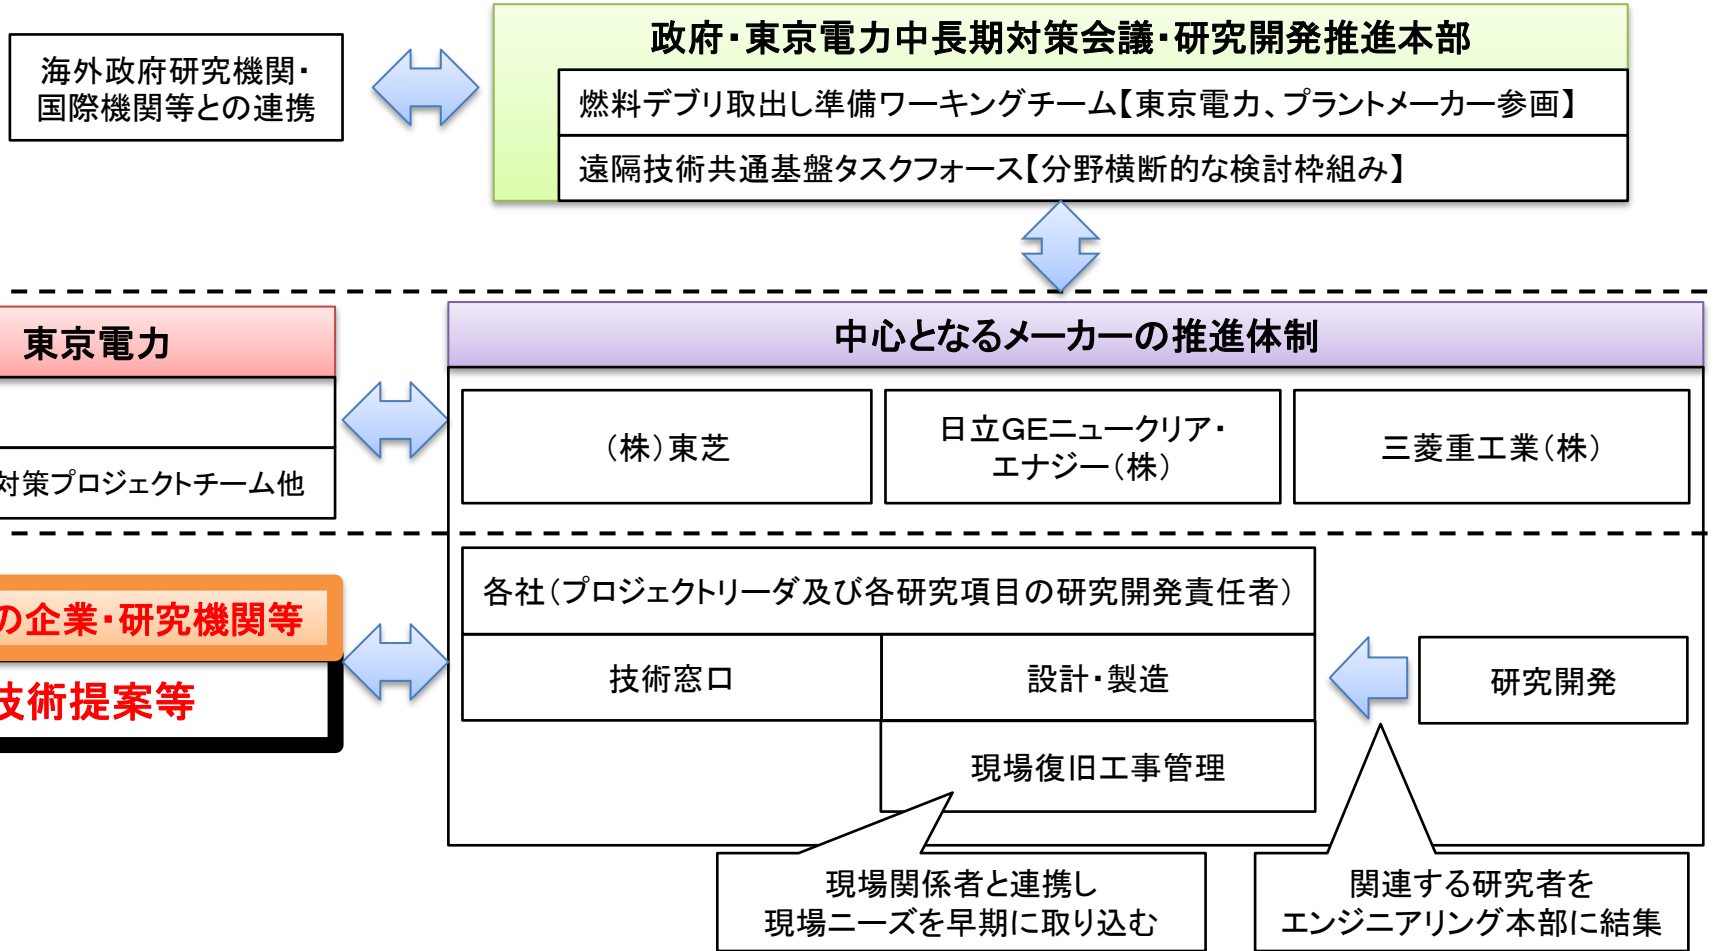 政府・東京電力中長期対策会議・研究開発推進本部
海外政府研究機関・
国際機関等との連携
燃料デブリ取出し準備ワーキングチーム【東京電力、プラントメーカー参画】
遠隔技術共通基盤タスクフォース【分野横断的な検討枠組み】
東京電力
対策プロジェクトチーム他
中心となるメーカーの推進体制
(株)東芝
日立GEニュークリア・
エナジー(株)
三菱重工業(株)
の企業・研究機関等
技術提案等
各社(プロジェクトリーダ及び各研究項目の研究開発責任者)
技術窓口
設計・製造
研究開発
現場復旧工事管理
現場関係者と連携し
現場ニーズを早期に取り込む
関連する研究者を
エンジニアリング本部に結集